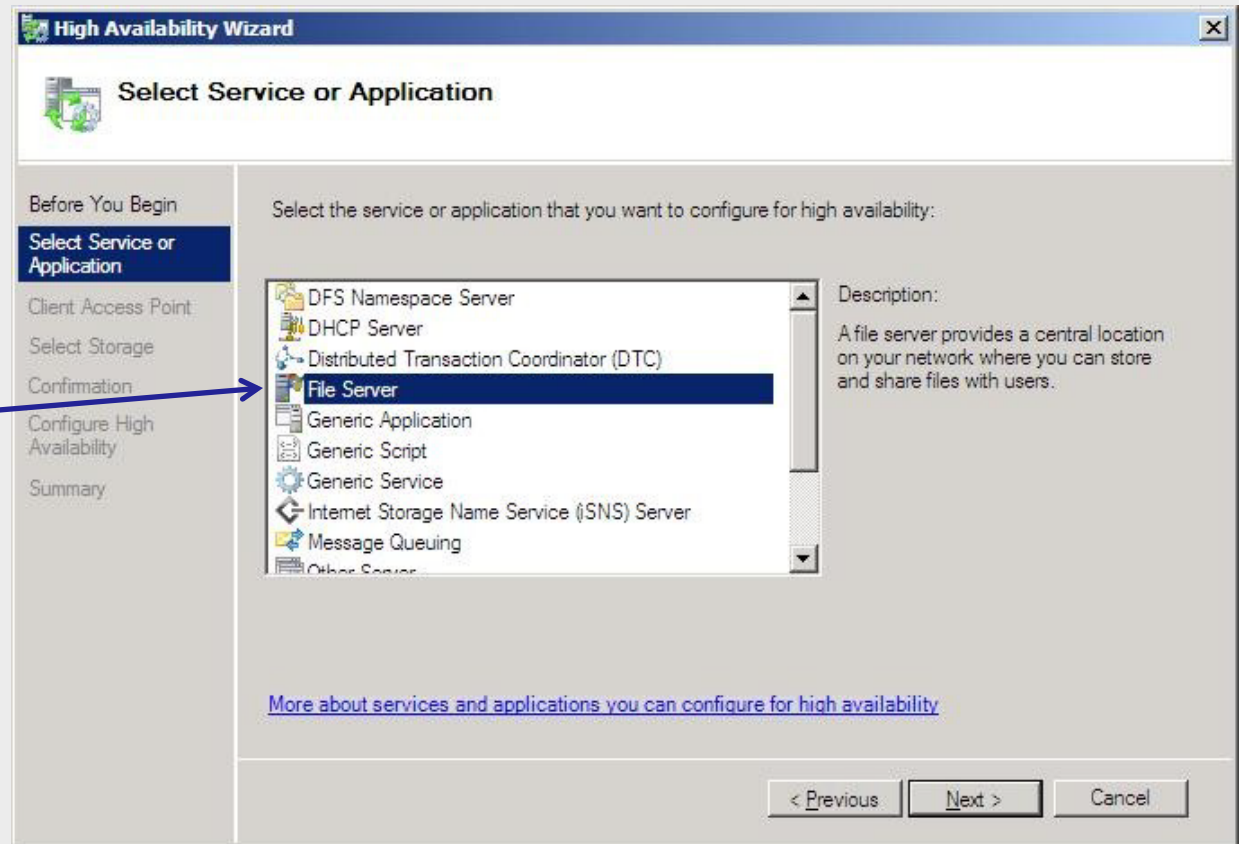 High Availability Wizard
Select Service or Application
Before You Begin
Select Service or
Application
Client Access Point
Select Storage
Confirmation
Configure High
Availability
Summary
Select the service or application that you want to configure for high availability:
DFS Namespace Server
DHCP Server
Distributed Transaction Coordinator (DTC)
File Server
Generic Application
Generic Script
Generic Service
Internet Storage Name Service (iSNS) Server
Message Queuing
Other Server
Description:
A file server provides a central location
on your network where you can store
and share files with users.
More about services and applications you can configure for high availability
< Previous
Next >
Cancel